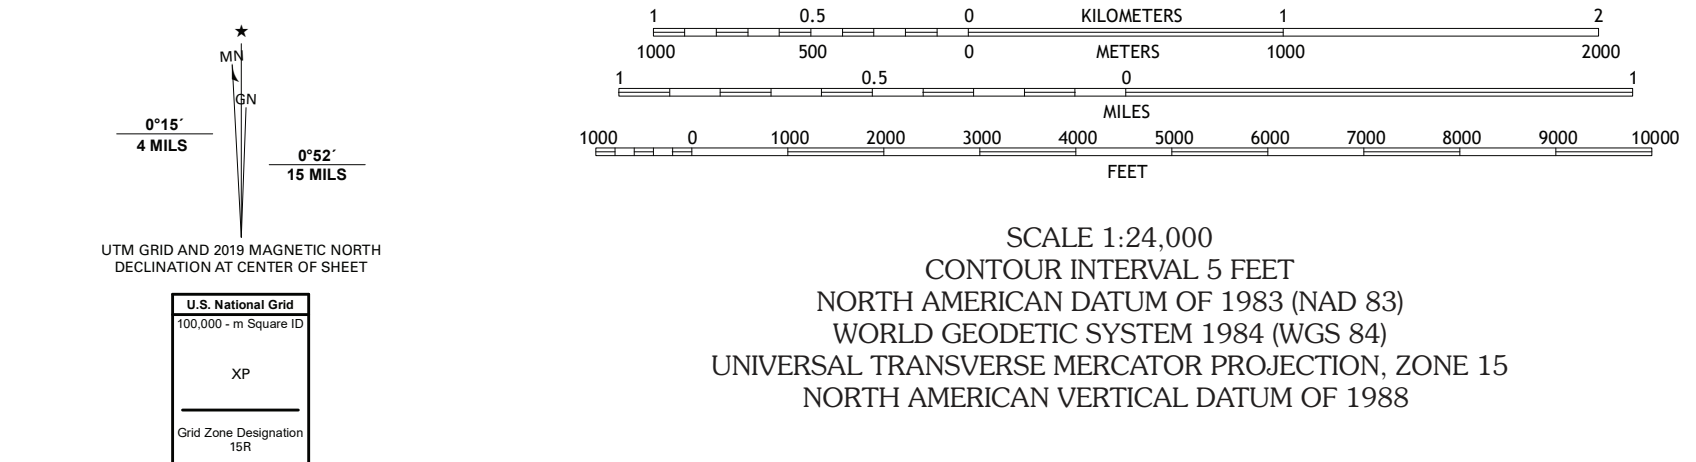 ★
MN
GN
0°15´
4 MILS
0°52´
15 MILS
UTM GRID AND 2019 MAGNETIC NORTH
DECLINATION AT CENTER OF SHEET
U.S. National Grid
100,000 - m Square ID
XP
Grid Zone Designation
15R
1 0.5 0 KILOMETERS 1 2
1000 500 0 METERS 1000 2000
1 0.5 0 1
MILES
1000 0 1000 2000 3000 4000 5000 6000 7000 8000 9000 10000
FEET
SCALE 1:24,000
CONTOUR INTERVAL 5 FEET
NORTH AMERICAN DATUM OF 1983 (NAD 83)
WORLD GEODETIC SYSTEM 1984 (WGS 84)
UNIVERSAL TRANSVERSE MERCATOR PROJECTION, ZONE 15
NORTH AMERICAN VERTICAL DATUM OF 1988